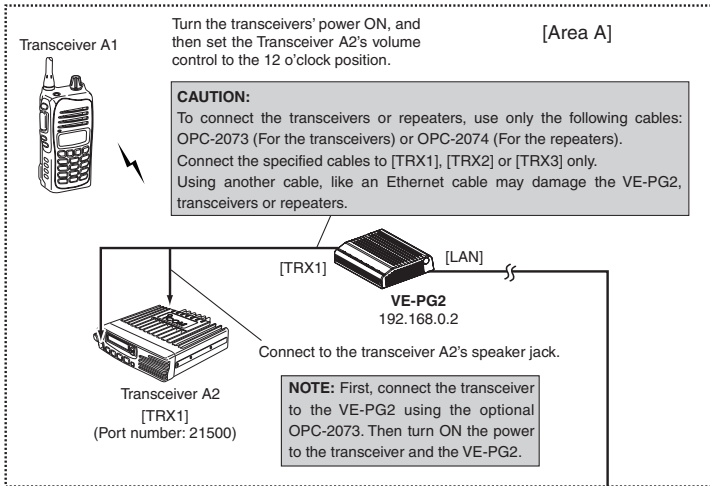 Transceiver A1
Turn the transceivers' power ON, and
then set the Transceiver A2's volume
control to the 12 o'clock position.
[Area A]
CAUTION:
To connect the transceivers or repeaters, use only the following cables:
OPC-2073 (For the transceivers) or OPC-2074 (For the repeaters).
Connect the specified cables to [TRX1], [TRX2] or [TRX3] only.
Using another cable, like an Ethernet cable may damage the VE-PG2,
transceivers or repeaters.
[TRX1]
[LAN]
VE-PG2
192.168.0.2
Connect to the transceiver A2's speaker jack.
Transceiver A2
[TRX1]
(Port number: 21500)
NOTE: First, connect the transceiver
to the VE-PG2 using the optional
OPC-2073. Then turn ON the power
to the transceiver and the VE-PG2.